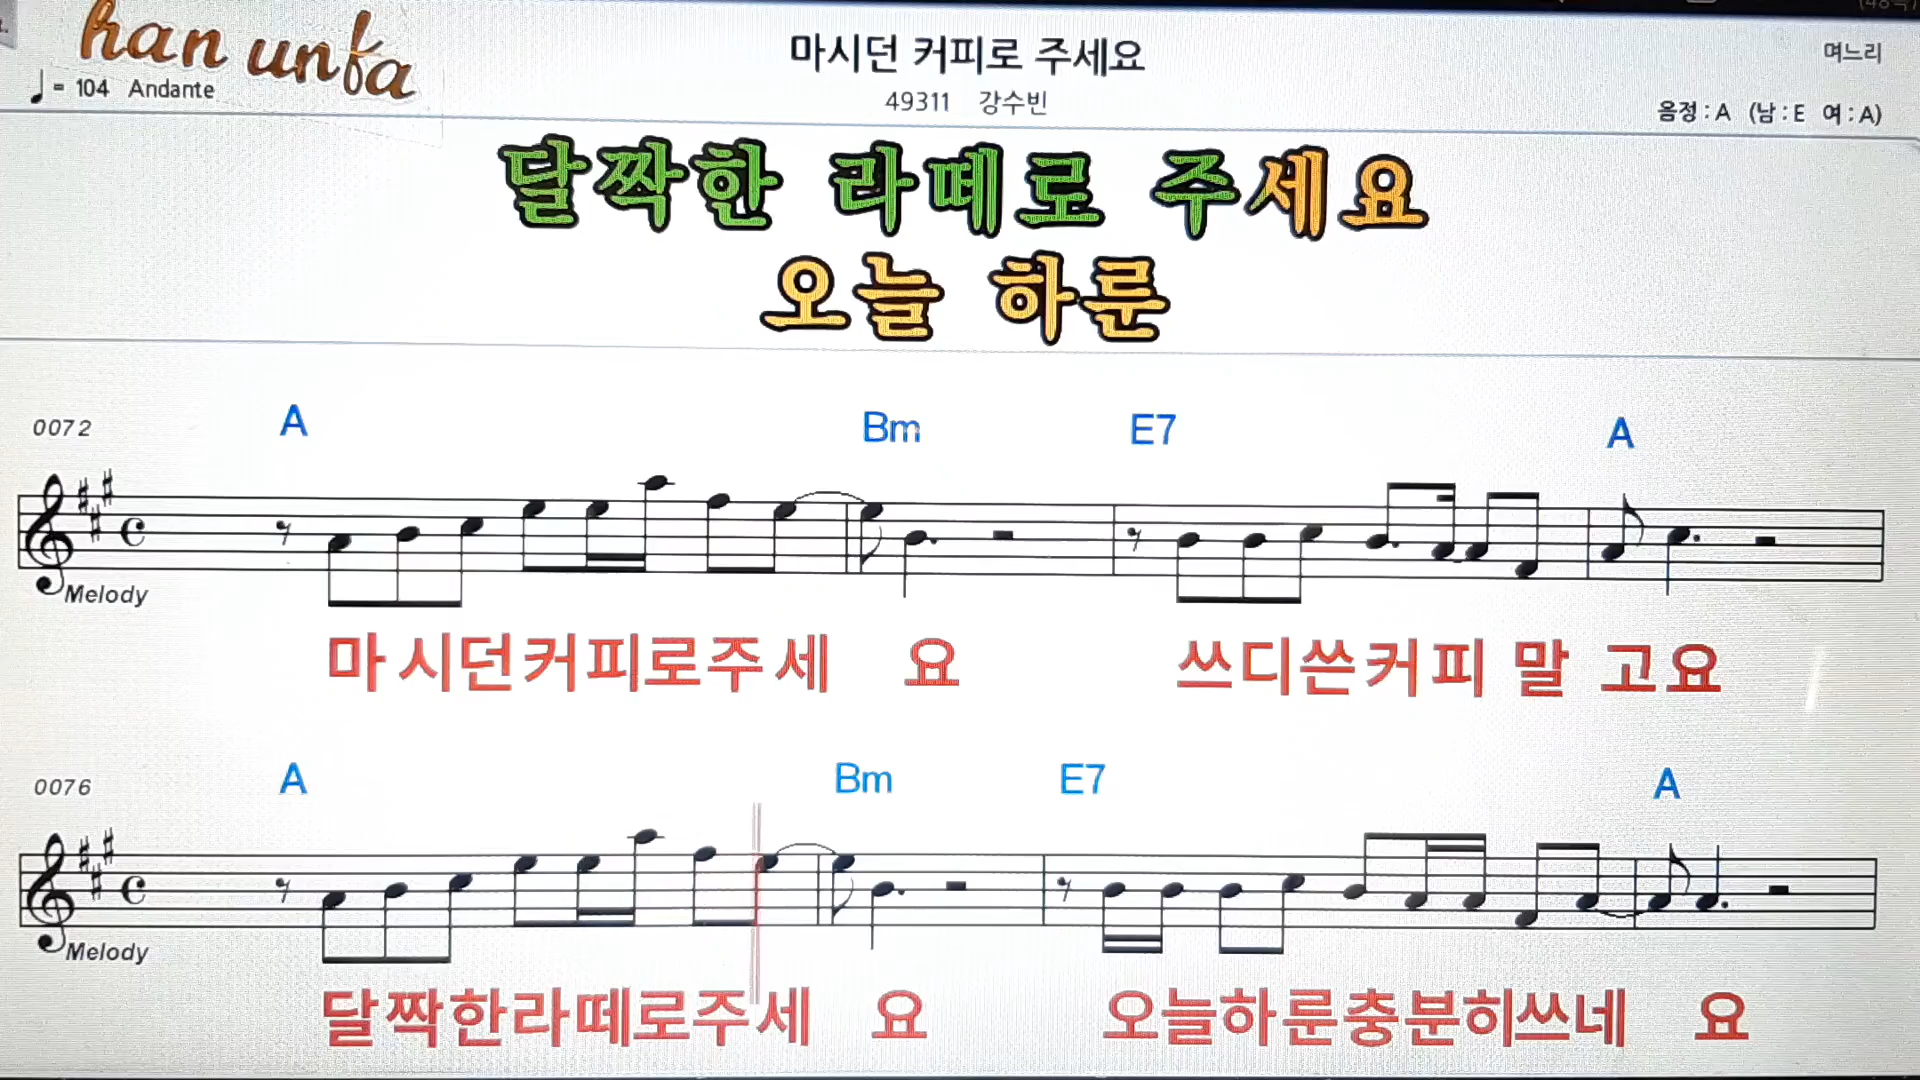 han unfa
♩= 104 Andante
마시던 커피로 주세요
49311 강수빈
며느리
음정 : A (남 : E 여 : A)
달짝한 라떼로 주세요
오늘 하룬
0072
A Bm E7 A
Melody
마시던커피로주세 요 쓰디쓴커피 말 고요
0076
A Bm E7 A
Melody
달짝한라떼로주세 요 오늘하룬충분히쓰네 요